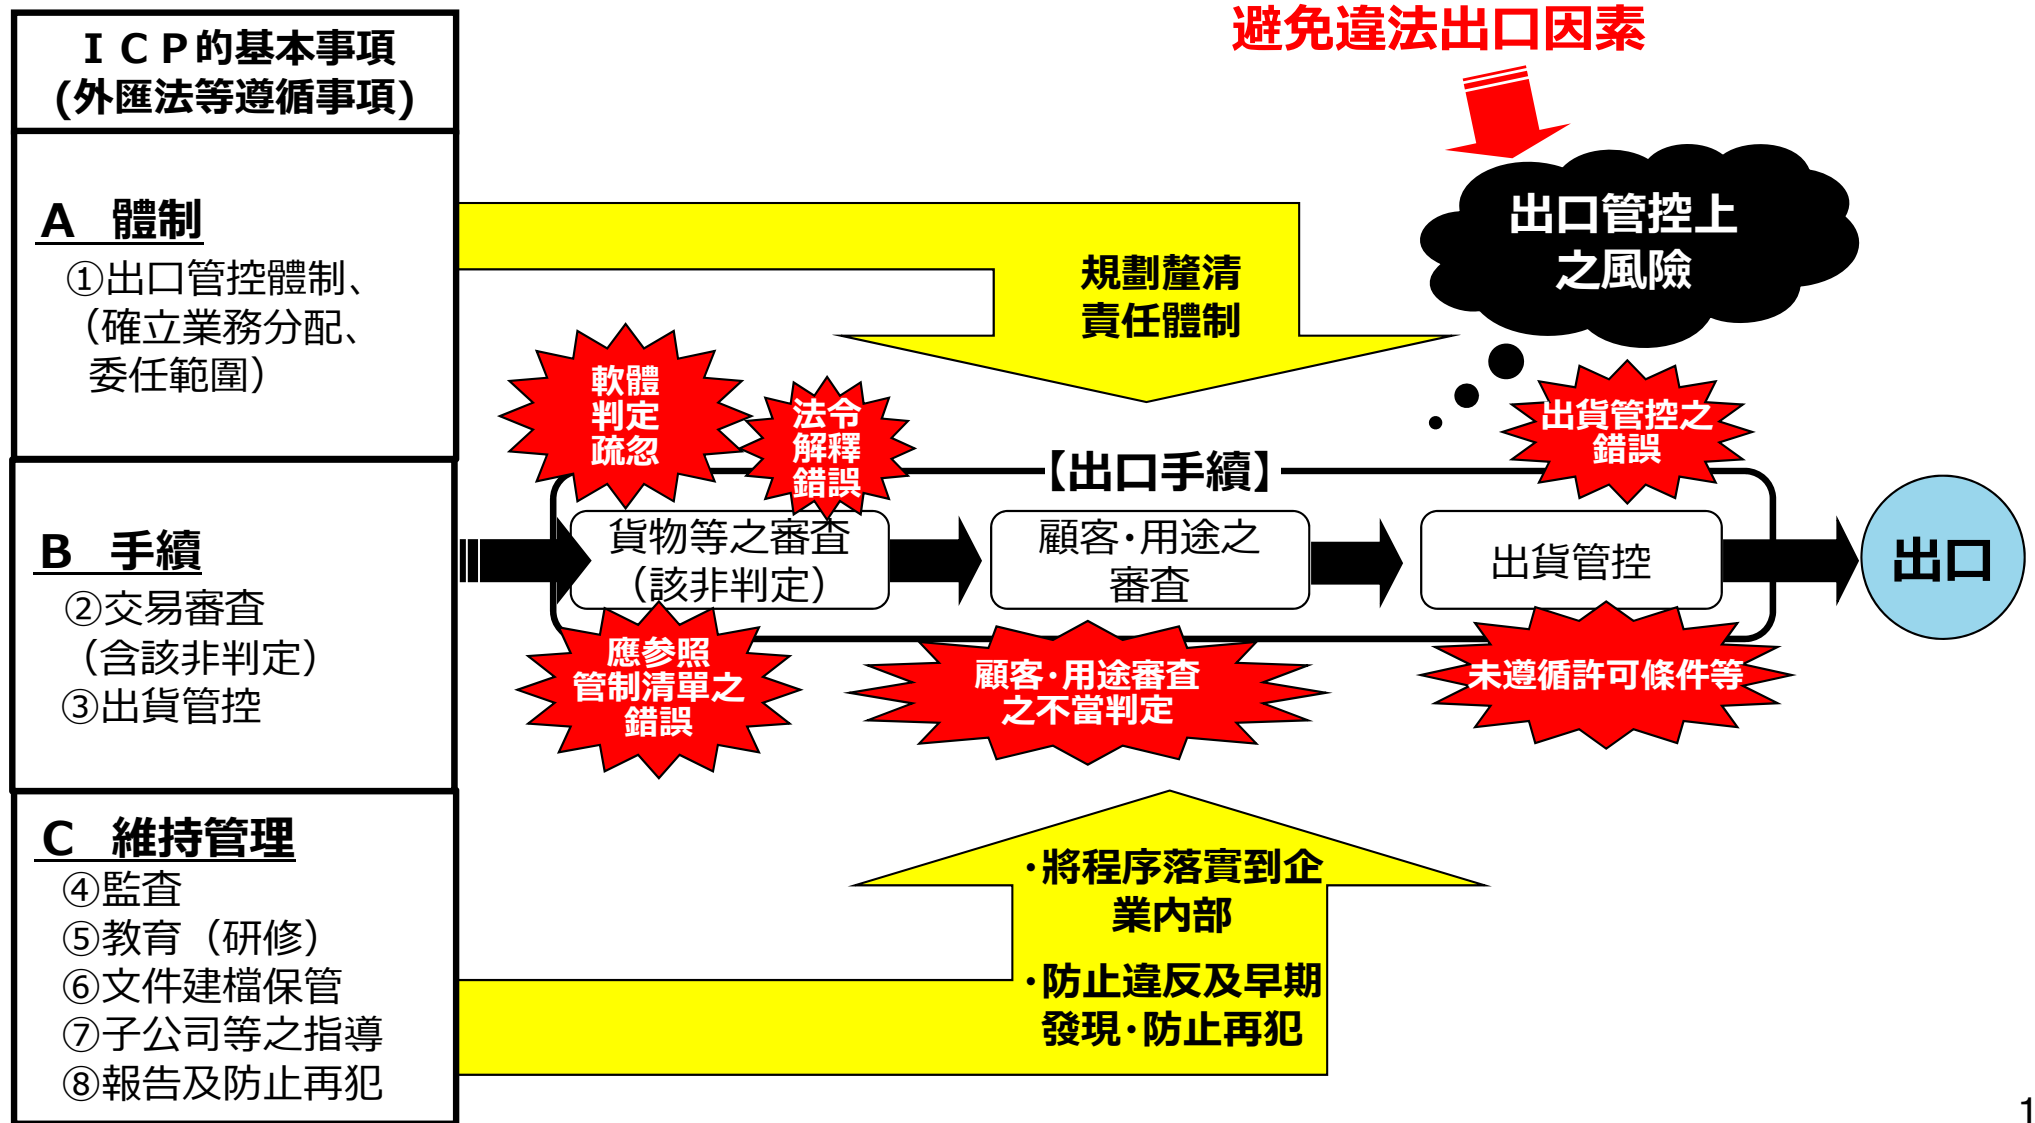 ＩＣＰ的基本事項
(外匯法等遵循事項)
A 體制
①出口管控體制、
（確立業務分配、
委任範圍）
B 手續
②交易審查
（含該非判定）
③出貨管控
C 維持管理
④監查
⑤教育（研修）
⑥文件建檔保管
⑦子公司等之指導
⑧報告及防止再犯
避免違法出口因素
出口管控上
之風險
規劃釐清
責任體制
軟體
判定
疏忽
法令
解釋
錯誤
出貨管控之
錯誤
【出口手續】
貨物等之審查
（該非判定）
顧客･用途之
審查
出貨管控
出口
應參照
管制清單之
錯誤
顧客･用途審查
之不當判定
未遵循許可條件等
･將程序落實到企
業內部
･防止違反及早期
發現･防止再犯
1